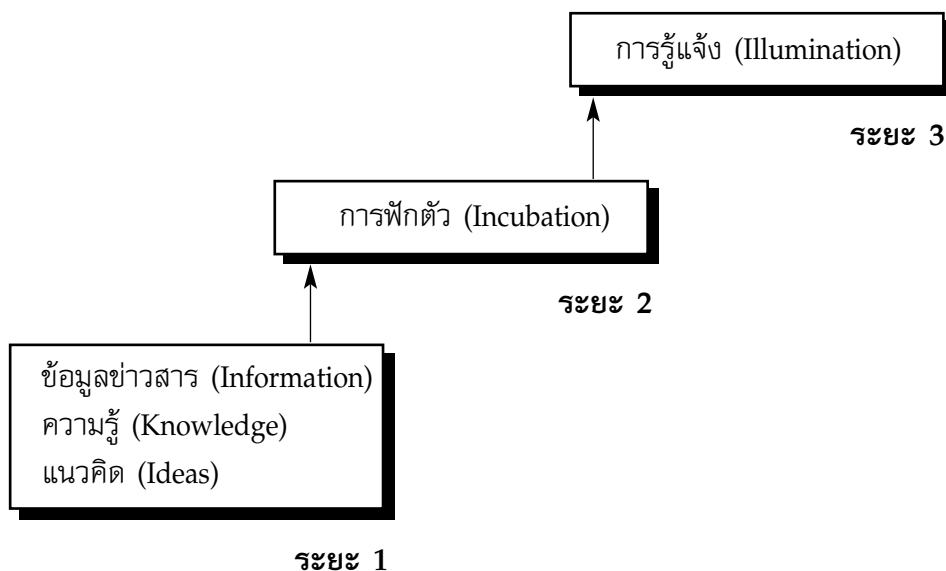 การรู้แจ้ง (Illumination)
ระยะ 3
การฟักตัว (Incubation)
ระยะ 2
ข้อมูลข่าวสาร (Information)
ความรู้ (Knowledge)
แนวคิด (Ideas)
ระยะ 1